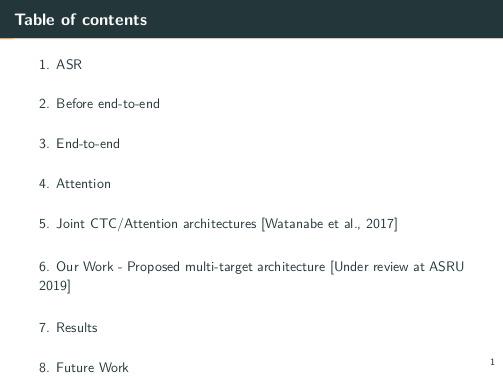 Table of contents
1. ASR
2. Before end-to-end
3. End-to-end
4. Attention
5. Joint CTC/Attention architectures [Watanabe et al., 2017]
6. Our Work - Proposed multi-target architecture [Under review at ASRU
2019]
7. Results
8. Future Work
1